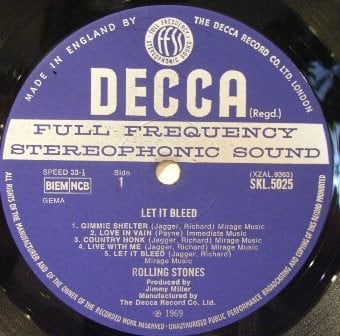 MADE IN ENGLAND BY
THE DECCA RECORD CO. LTD. LONDON
FULL FREQUENCY
ffss
STEREOPHONIC SOUND
DECCA
(Regd.)
FULL FREQUENCY
STEREOPHONIC SOUND
SPEED 33⅓
Side
(XZAL.9363)
BIEM NCB
1
SKL.5025
GEMA
LET IT BLEED
1. GIMMIE SHELTER (Jagger, Richard) Mirage Music
2. LOVE IN VAIN (Payne) Immediate Music
3. COUNTRY HONK (Jagger, Richard) Mirage Music
4. LIVE WITH ME (Jagger, Richard) Mirage Music
5. LET IT BLEED (Jagger, Richard)
Mirage Music
ROLLING STONES
Produced by
Jimmy Miller
Manufactured by
The Decca Record Co. Ltd.
℗ 1969
ALL RIGHTS OF THE MANUFACTURER AND OF THE OWNER OF THE RECORDED WORK RESERVED. UNAUTHORISED PUBLIC PERFORMANCE BROADCASTING AND COPYING OF THIS RECORD PROHIBITED